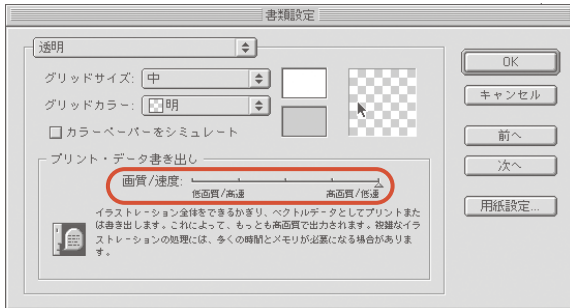 書類設定
透明
グリッドサイズ: 中
グリッドカラー: 明
カラーペーパーをシミュレート
プリント・データ書き出し
画質/速度:
低画質/高速 高画質/低速
イラストレーション全体をできるかぎり、ベクトルデータとしてプリントまた
は書き出します。これによって、もっとも高画質で出力されます。複雑なイラ
ストレーションの処理には、多くの時間とメモリが必要になる場合がありま
す。
OK
キャンセル
前へ
次へ
用紙設定...